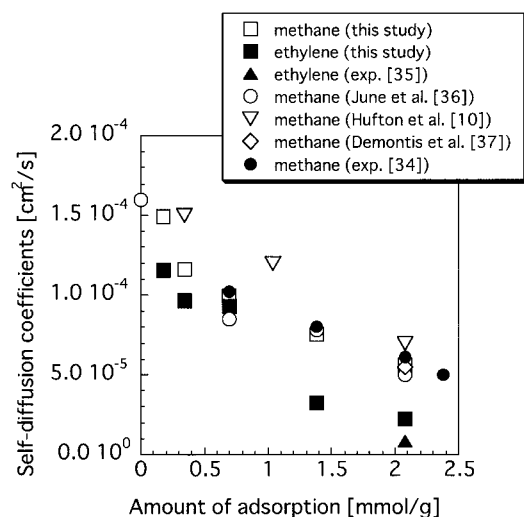 methane (this study)
ethylene (this study)
ethylene (exp. [35])
methane (June et al. [36])
methane (Hufton et al. [10])
methane (Demontis et al. [37])
methane (exp. [34])
Self-diffusion coefficients [cm²/s]
2.0 10⁻⁴
1.5 10⁻⁴
1.0 10⁻⁴
5.0 10⁻⁵
0.0 10⁰
0 0.5 1 1.5 2 2.5
Amount of adsorption [mmol/g]